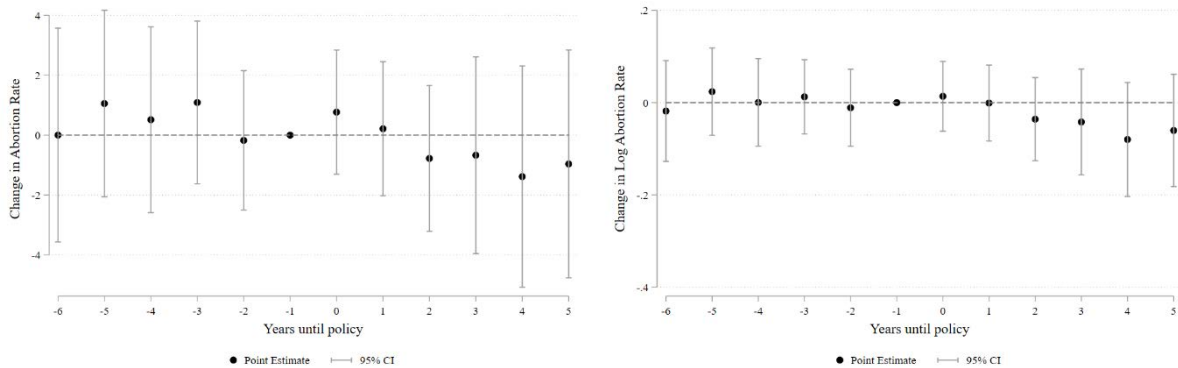 Change in Abortion Rate
4
2
0
-2
-4
-6 -5 -4 -3 -2 -1 0 1 2 3 4 5
Years until policy
Point Estimate 95% CI
Change in Log Abortion Rate
.2
0
-.2
-.4
-6 -5 -4 -3 -2 -1 0 1 2 3 4 5
Years until policy
Point Estimate 95% CI